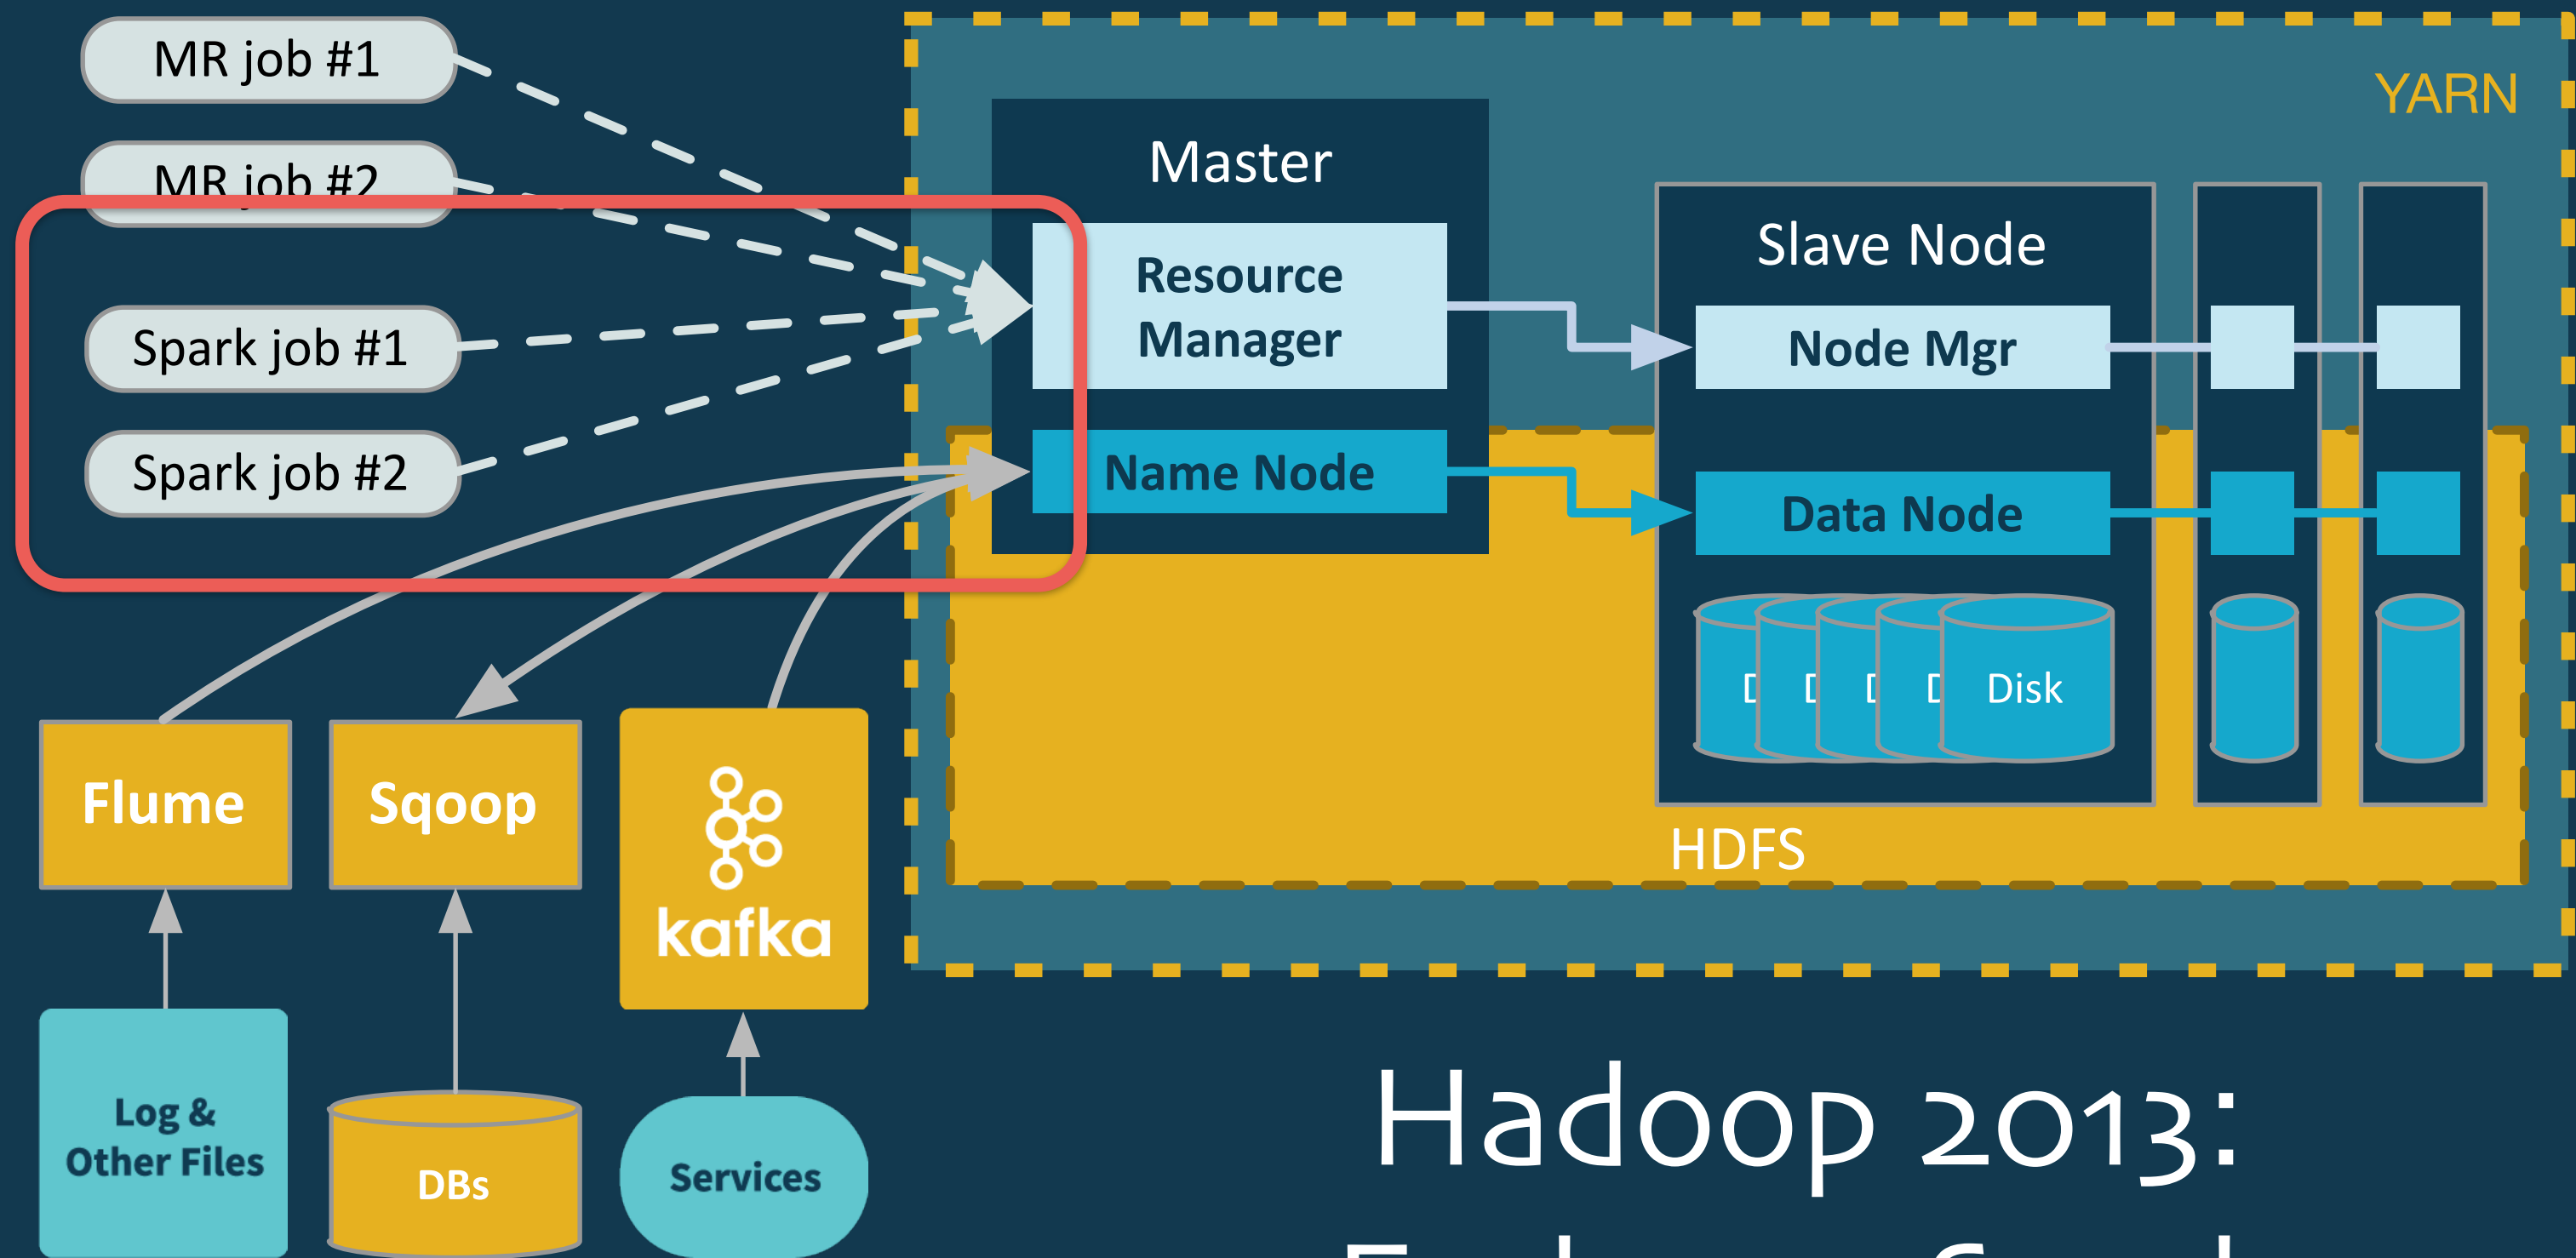 MR job #1
MR job #2
Spark job #1
Spark job #2
YARN
Master
Resource
Manager
Name Node
Slave Node
Node Mgr
Data Node
D
D
D
D
Disk
HDFS
Flume
Sqoop
kafka
Log &
Other Files
DBs
Services
Hadoop 2013: